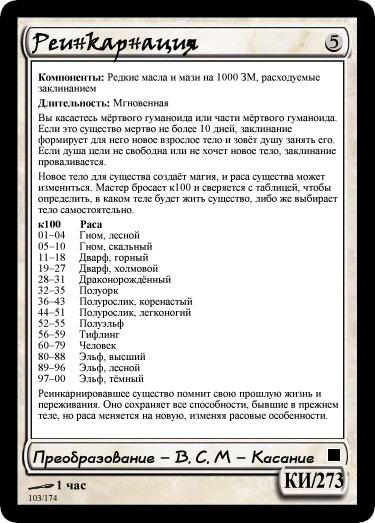 Реинкарнация 5
Компоненты: Редкие масла и мази на 1000 ЗМ, расходуемые
заклинанием
Длительность: Мгновенная
Вы касаетесь мёртвого гуманоида или части мёртвого гуманоида.
Если это существо мертво не более 10 дней, заклинание
формирует для него новое взрослое тело и зовёт душу занять его.
Если душа цели не свободна или не хочет новое тело, заклинание
проваливается.
Новое тело для существа создаёт магия, и раса существа может
измениться. Мастер бросает к100 и сверяется с таблицей, чтобы
определить, в каком теле будет жить существо, либо же выбирает
тело самостоятельно.
к100 Раса
01–04 Гном, лесной
05–10 Гном, скальный
11–18 Дварф, горный
19–27 Дварф, холмовой
28–31 Драконорождённый
32–35 Полуорк
36–43 Полурослик, коренастый
44–51 Полурослик, легконогий
52–55 Полуэльф
56–59 Тифлинг
60–79 Человек
80–88 Эльф, высший
89–96 Эльф, лесной
97–00 Эльф, тёмный
Реинкарнировавшее существо помнит свою прошлую жизнь и
переживания. Оно сохраняет все способности, бывшие в прежнем
теле, но раса меняется на новую, изменяя расовые особенности.
Преобразование – В, С, М – Касание
КИ/273
1 час
103/174